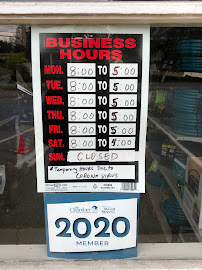 BUSINESS
HOURS
MON. 8:00 TO 5:00
TUE. 8:00 TO 5:00
WED. 8:00 TO 5:00
THU. 8:00 TO 5:00
FRI. 8:00 TO 5:00
SAT. 8:00 TO 4:00
SUN. CLOSED
*Temporary Hours Due to
CORONA VIRUS
Chamber
2020
MEMBER